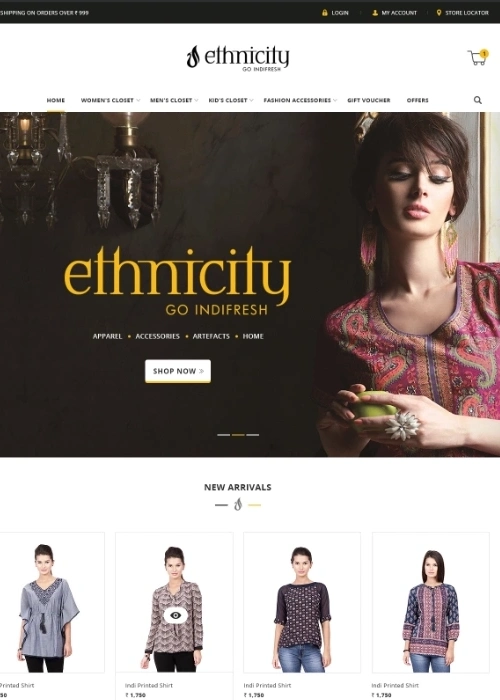 SHIPPING ON ORDERS OVER ₹ 999
LOGIN
MY ACCOUNT
STORE LOCATOR
ethnicity
GO INDIFRESH
1
HOME
WOMEN'S CLOSET
MEN'S CLOSET
KID'S CLOSET
FASHION ACCESSORIES
GIFT VOUCHER
OFFERS
ethnicity
GO INDIFRESH
APPAREL • ACCESSORIES • ARTEFACTS • HOME
SHOP NOW »
NEW ARRIVALS
Printed Shirt
Indi Printed Shirt
Indi Printed Shirt
Indi Printed Shirt
50
₹ 1,750
₹ 1,750
₹ 1,750